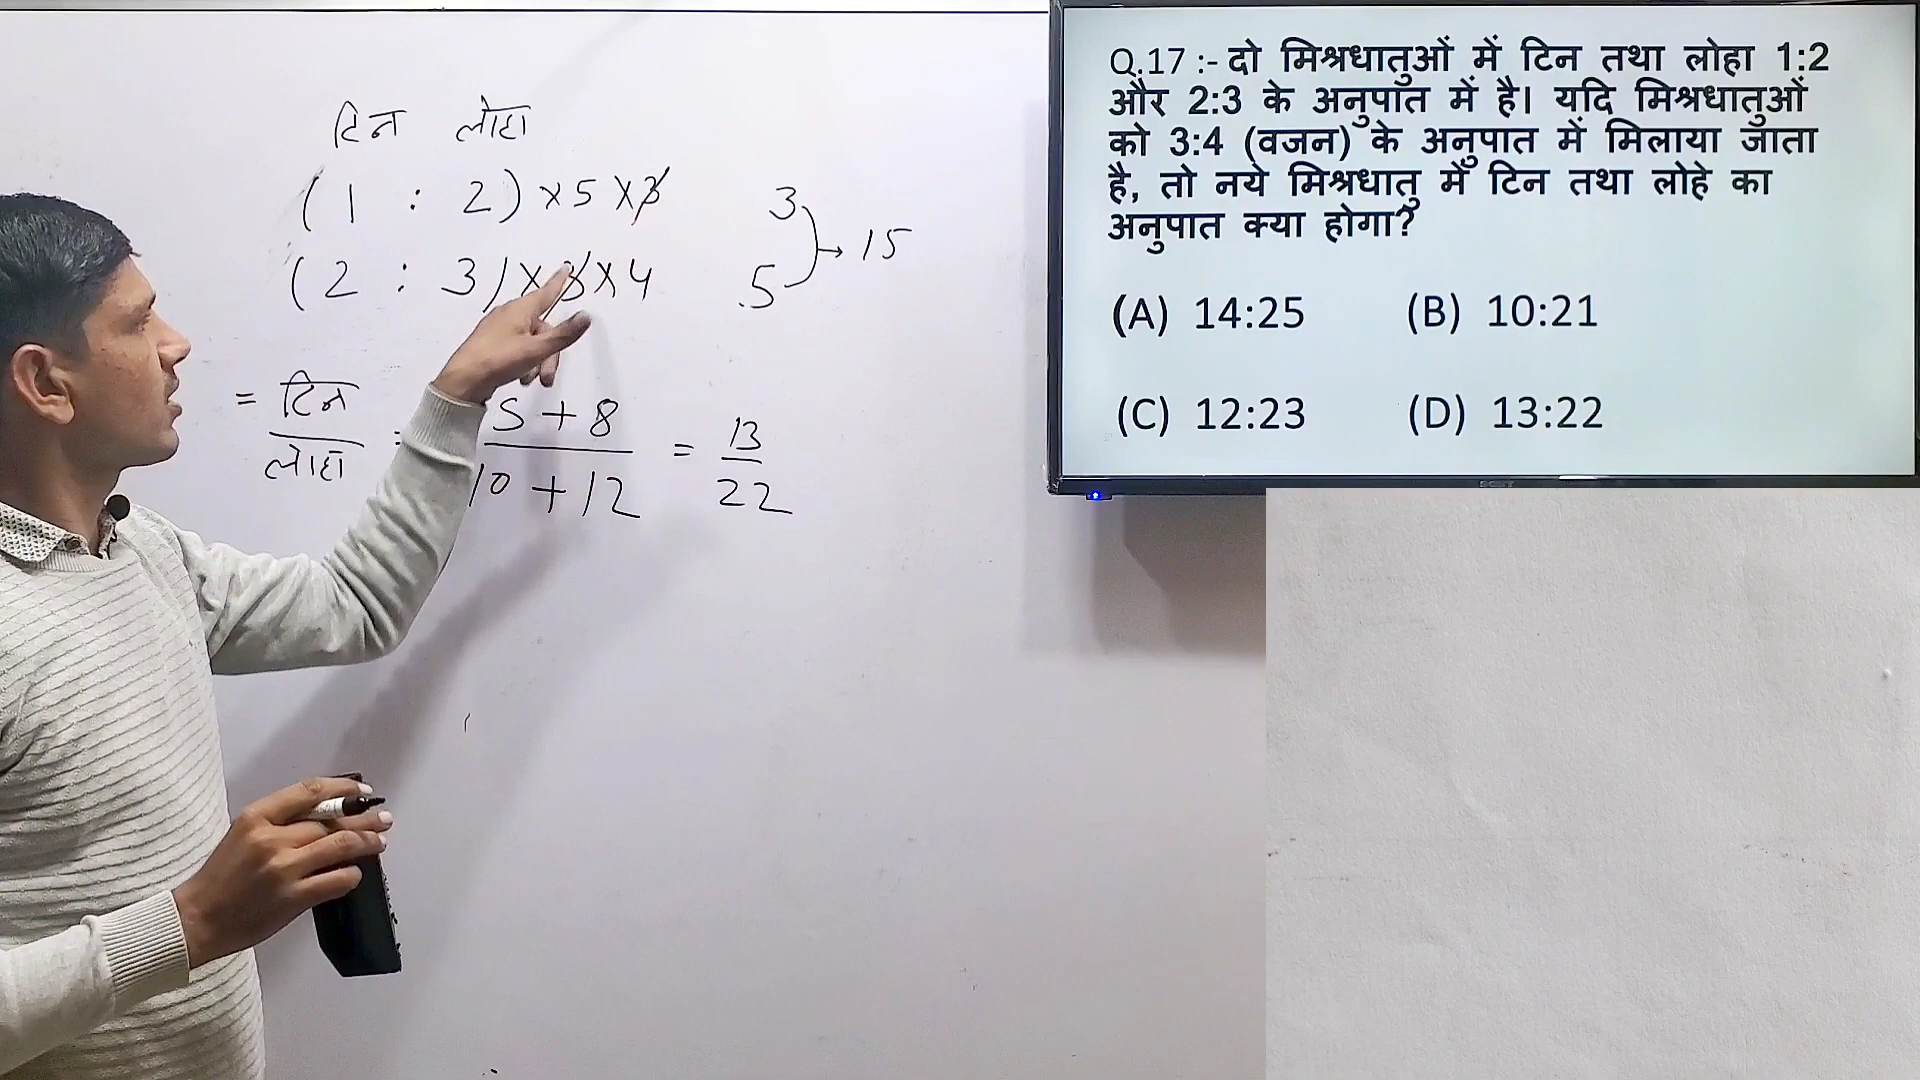 टिन लोहा
(1 : 2) × 5 × 3 3
→ 15
(2 : 3) × 3 × 4 5
= टिन / लोहा = 5 + 8 / 10 + 12 = 13 / 22
Q.17 :- दो मिश्रधातुओं में टिन तथा लोहा 1:2
और 2:3 के अनुपात में है। यदि मिश्रधातुओं
को 3:4 (वजन) के अनुपात में मिलाया जाता
है, तो नये मिश्रधातु में टिन तथा लोहे का
अनुपात क्या होगा?
(A) 14:25 (B) 10:21
(C) 12:23 (D) 13:22